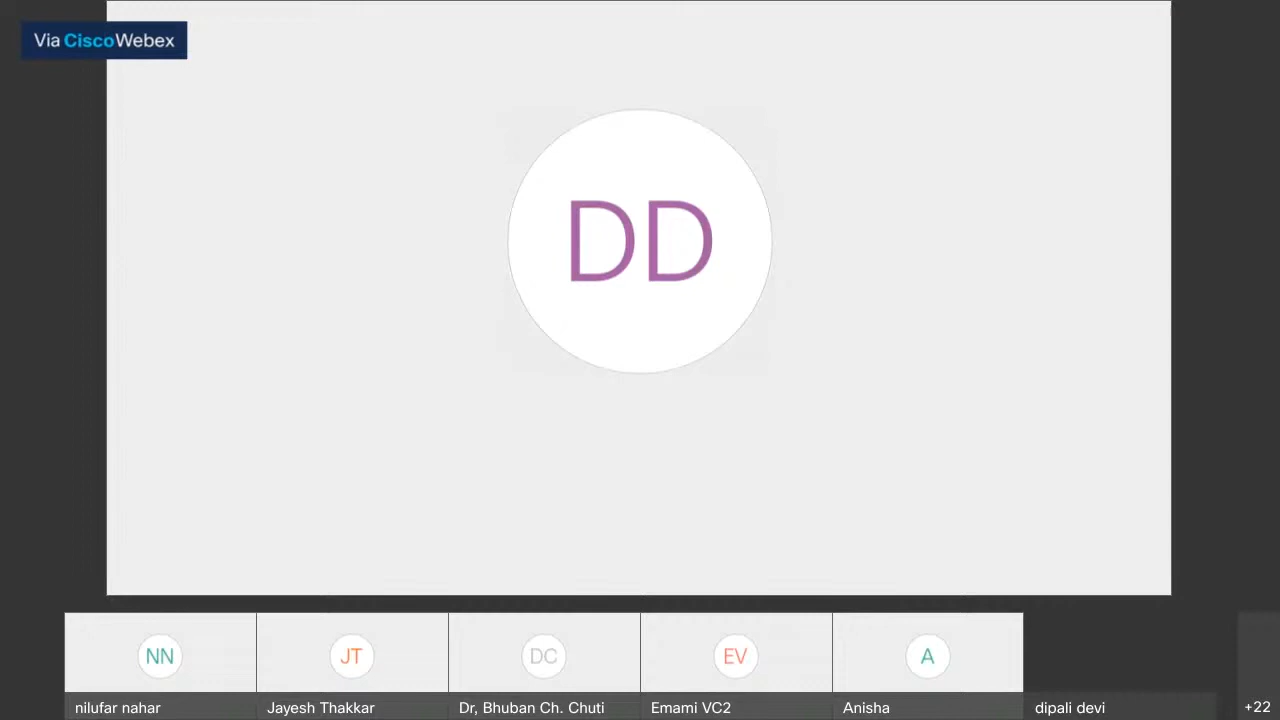 Via CiscoWebex
DD
NN
JT
DC
EV
A
nilufar nahar
Jayesh Thakkar
Dr, Bhuban Ch. Chuti
Emami VC2
Anisha
dipali devi
+22